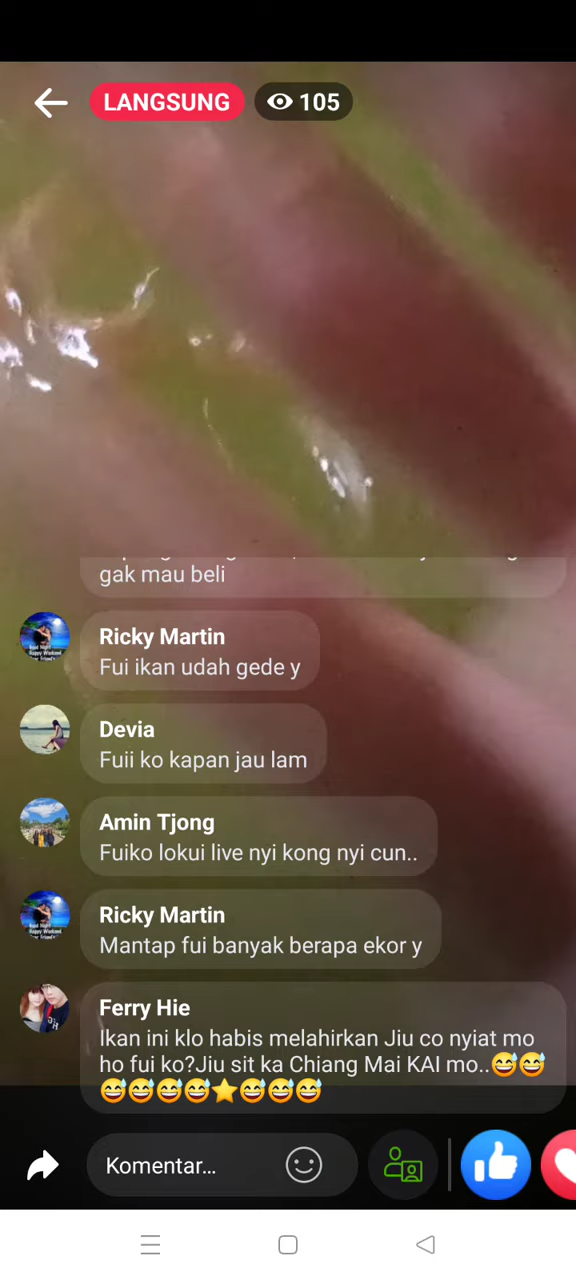 LANGSUNG
105
gak mau beli
Ricky Martin
Fui ikan udah gede y
Devia
Fuii ko kapan jau lam
Amin Tjong
Fuiko lokui live nyi kong nyi cun..
Ricky Martin
Mantap fui banyak berapa ekor y
Ferry Hie
Ikan ini klo habis melahirkan Jiu co nyiat mo
ho fui ko?Jiu sit ka Chiang Mai KAI mo..😅😅
😅😅😅😅⭐😅😅😅
Komentar...